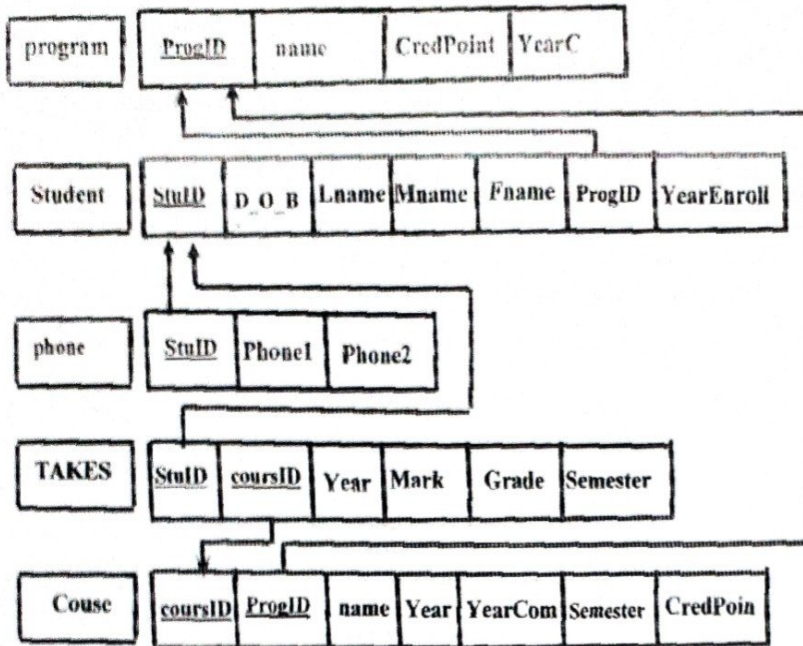 program ProgID name CredPoint YearC
Student StuID D_O_B Lname Mname Fname ProgID YearEnroll
phone StuID Phone1 Phone2
TAKES StuID coursID Year Mark Grade Semester
Couse coursID ProgID name Year YearCom Semester CredPoin